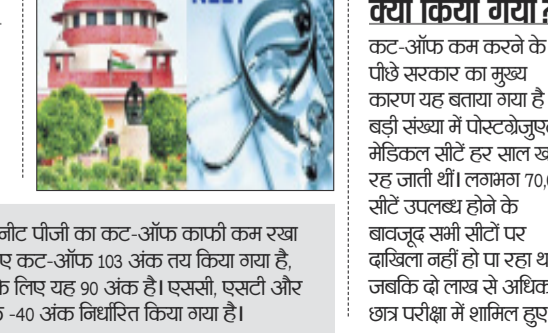 NEET
नीट पीजी का कट-ऑफ काफी कम रखा
कट-ऑफ 103 अंक तय किया गया है,
लिए यह 90 अंक है। एससी, एसटी और
-40 अंक निर्धारित किया गया है।
क्यों किया गया?
कट-ऑफ कम करने के
पीछे सरकार का मुख्य
कारण यह बताया गया है
बड़ी संख्या में
मेडिकल सीटें हर साल
रह जाती थीं। लगभग
सीटें उपलब्ध होने के
बावजूद सभी सीटों पर
दाखिला नहीं हो पा रहा
जबकि दो लाख से अधिक
छात्र परीक्षा में शामिल हुए